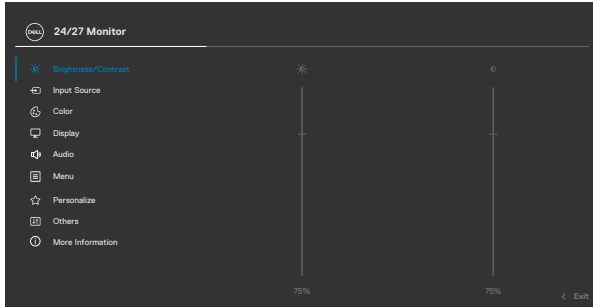 DELL
24/27 Monitor
Brightness/Contrast
Input Source
Color
Display
Audio
Menu
Personalize
Others
More Information
75%
75%
< Exit